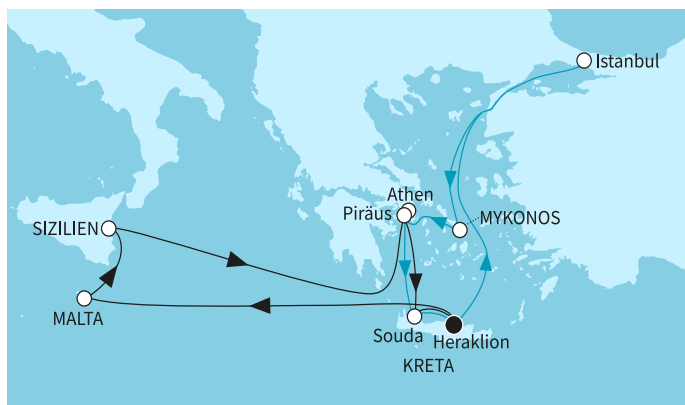 Istanbul
Athen
Piräus
MYKONOS
SIZILIEN
MALTA
Souda
Heraklion
KRETA